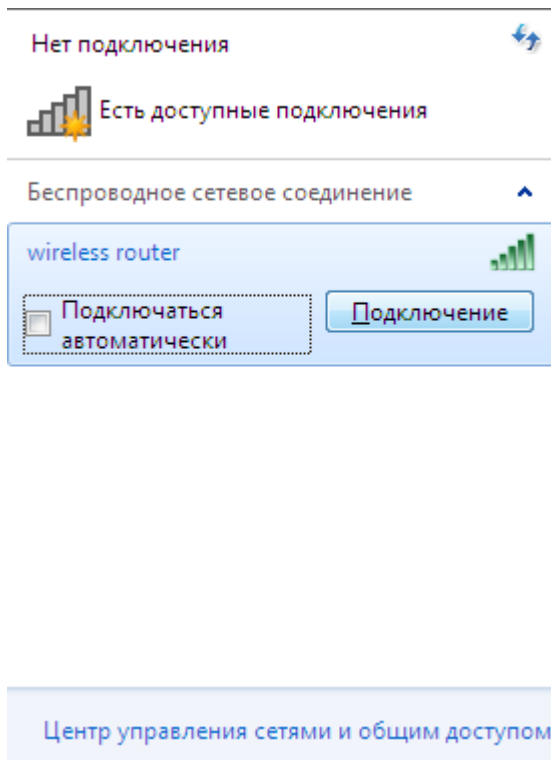 Нет подключения
Есть доступные подключения
Беспроводное сетевое соединение
wireless router
Подключаться
автоматически
Подключение
Центр управления сетями и общим доступом